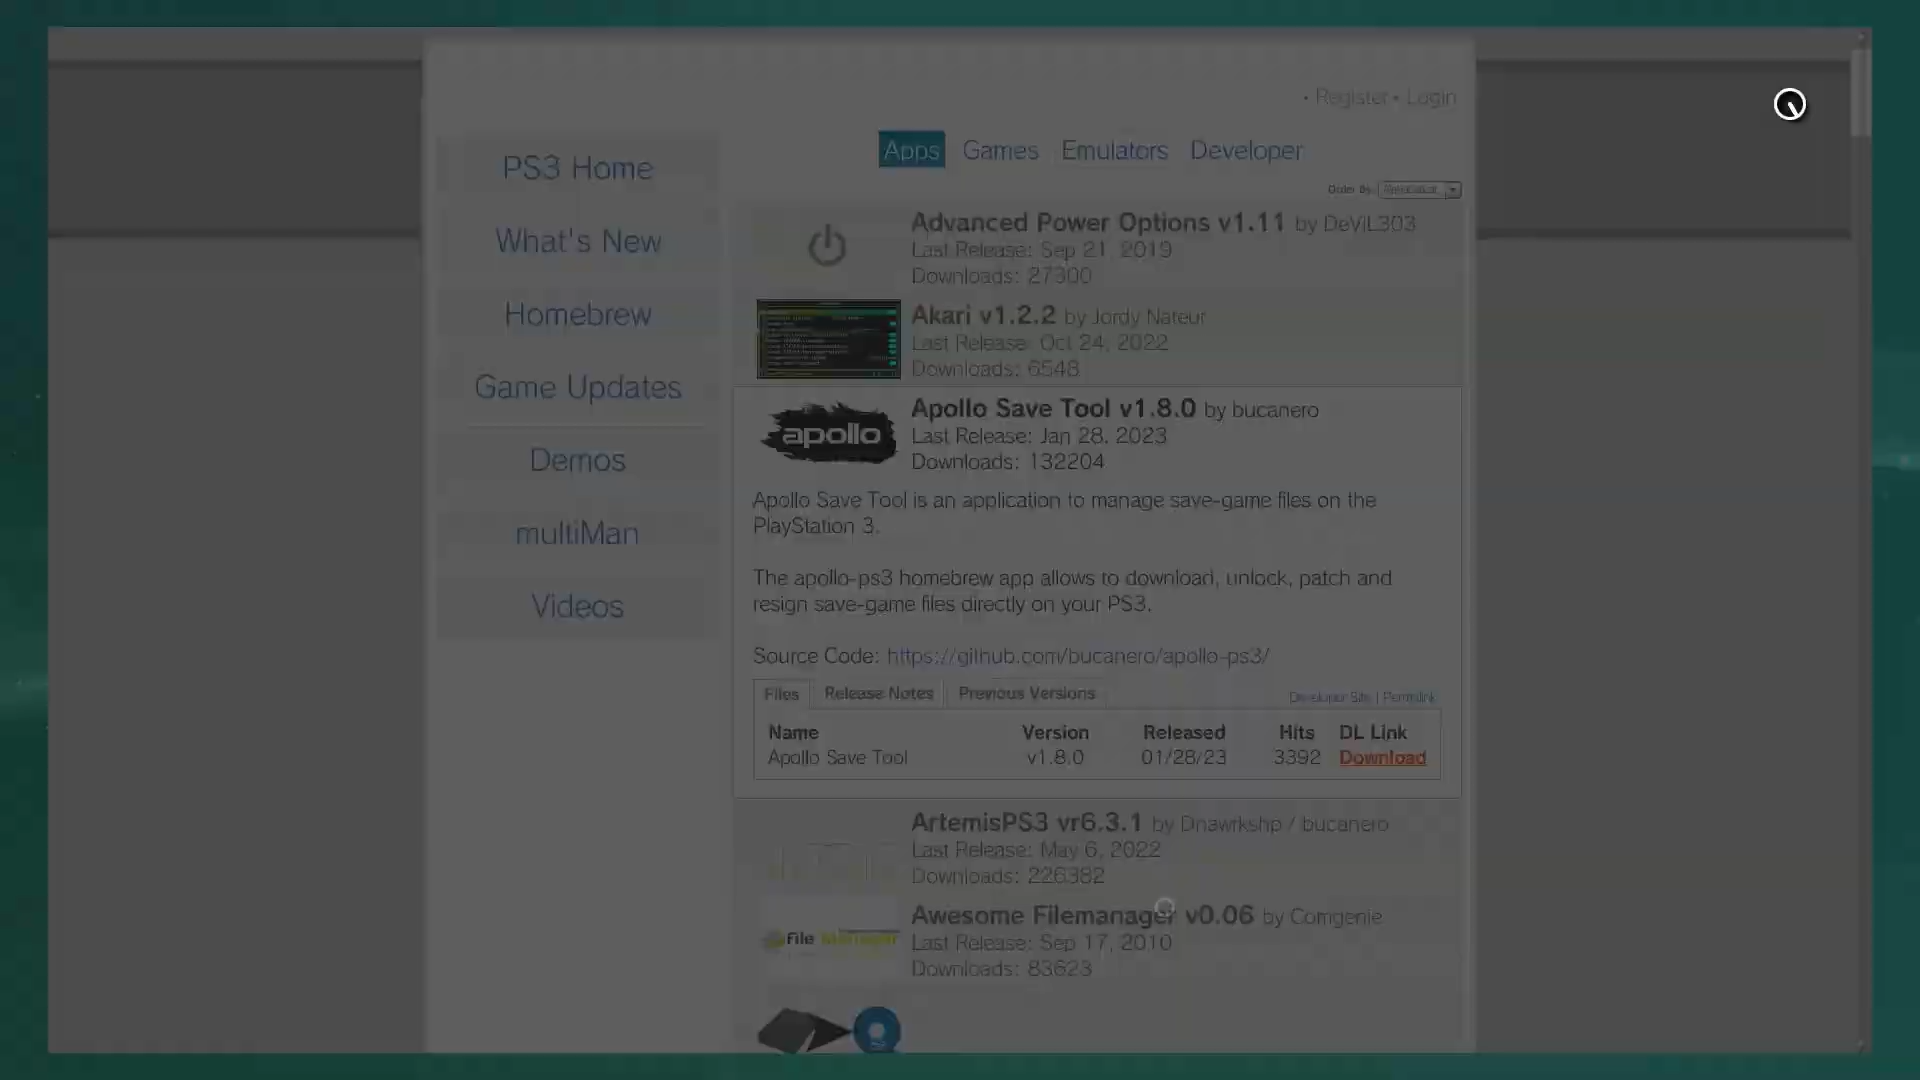 • Register • Login
PS3 Home
What's New
Homebrew
Game Updates
Demos
multiMan
Videos
Apps Games Emulators Developer
Order By:
Advanced Power Options v1.11 by DeViL303
Last Release: Sep 21, 2019
Downloads: 27300
Akari v1.2.2 by Jordy Nateur
Last Release: Oct 24, 2022
Downloads: 6548
apollo
Apollo Save Tool v1.8.0 by bucanero
Last Release: Jan 28, 2023
Downloads: 132204
Apollo Save Tool is an application to manage save-game files on the
PlayStation 3.
The apollo-ps3 homebrew app allows to download, unlock, patch and
resign save-game files directly on your PS3.
Source Code: https://github.com/bucanero/apollo-ps3/
Files Release Notes Previous Versions Developer Site | Permalink
Name Version Released Hits DL Link
Apollo Save Tool v1.8.0 01/28/23 3392 Download
ArtemisPS3 vr6.3.1 by Dnawrkshp / bucanero
Last Release: May 6, 2022
Downloads: 226382
File Manager
Awesome Filemanager v0.06 by Comgenie
Last Release: Sep 17, 2010
Downloads: 83623